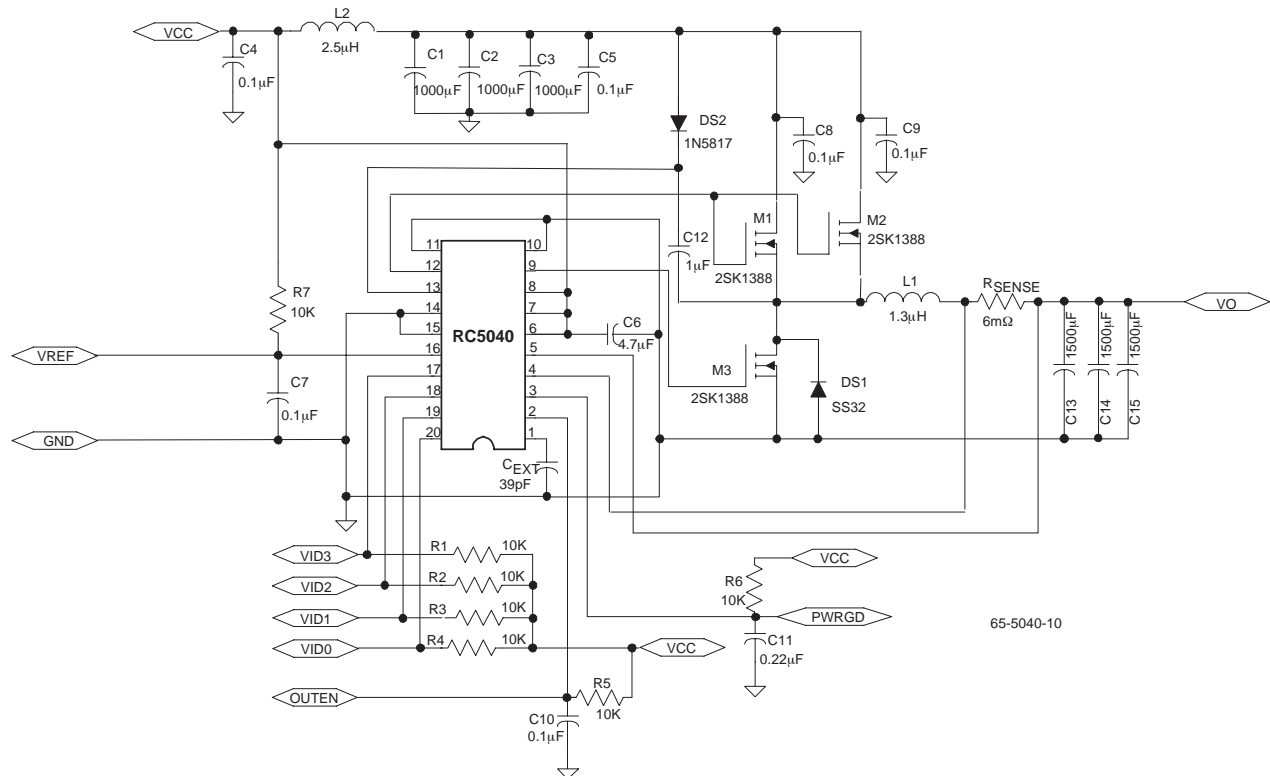 L2
VCC
2.5μH
C4
0.1μF
C1
1000μF
C2
1000μF
C3
1000μF
C5
0.1μF
DS2
1N5817
C8
0.1μF
C9
0.1μF
M1
2SK1388
M2
2SK1388
C12
1μF
11
10
12
9
13
8
14
7
15
6
16
5
17
4
18
3
19
2
20
1
RC5040
R7
10K
C6
4.7μF
L1
1.3μH
RSENSE
6mΩ
VO
1500μF
1500μF
1500μF
C13
C14
C15
VREF
C7
0.1μF
M3
2SK1388
DS1
SS32
GND
CEXT
39pF
VID3
R1
10K
VID2
R2
10K
VID1
R3
10K
VID0
R4
10K
VCC
VCC
R6
10K
PWRGD
C11
0.22μF
65-5040-10
OUTEN
R5
10K
C10
0.1μF